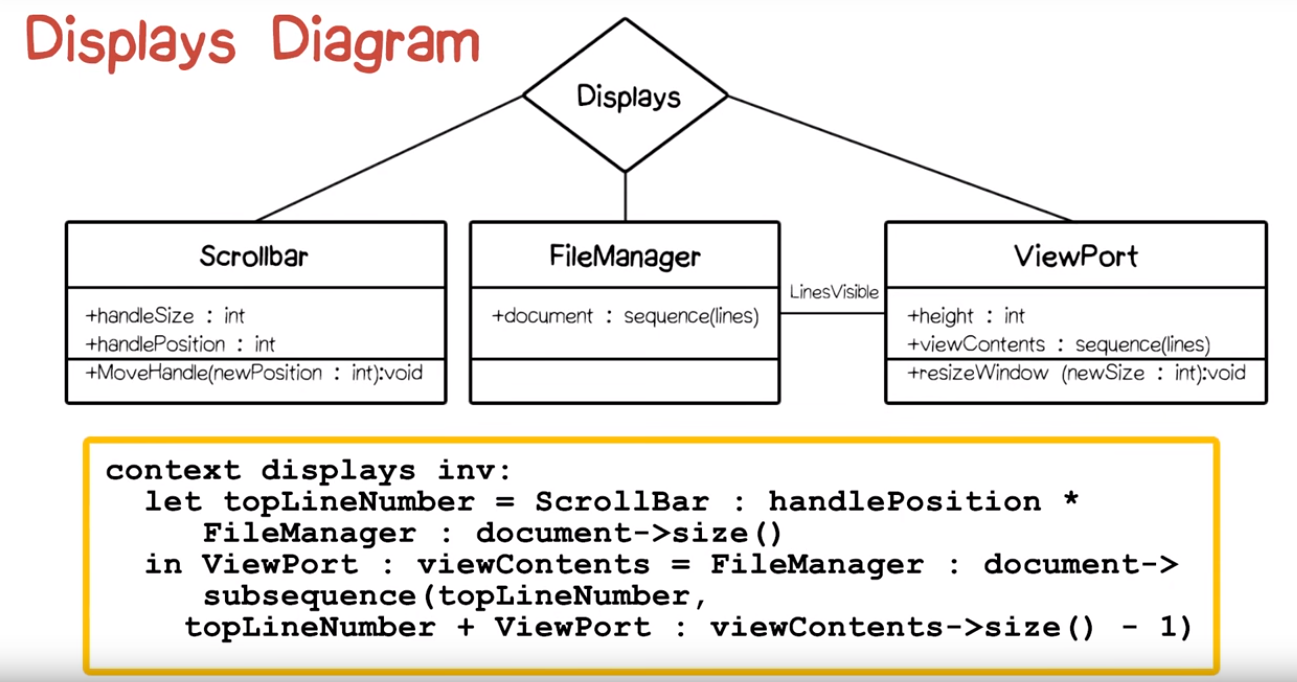 Displays Diagram
Displays
Scrollbar
+handleSize : int
+handlePosition : int
+MoveHandle(newPosition : int):void
FileManager
+document : sequence(lines)
LinesVisible
ViewPort
+height : int
+viewContents : sequence(lines)
+resizeWindow (newSize : int):void
context displays inv:
let topLineNumber = ScrollBar : handlePosition *
FileManager : document->size()
in ViewPort : viewContents = FileManager : document->
subsequence(topLineNumber,
topLineNumber + ViewPort : viewContents->size() - 1)